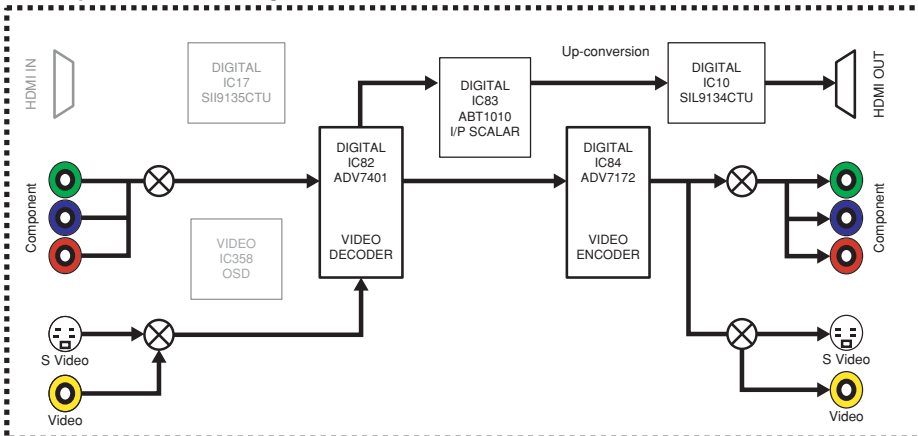 HDMI IN
DIGITAL
IC17
SII9135CTU
DIGITAL
IC83
ABT1010
I/P SCALAR
Up-conversion
DIGITAL
IC10
SIL9134CTU
HDMI OUT
Component
DIGITAL
IC82
ADV7401
VIDEO
DECODER
DIGITAL
IC84
ADV7172
VIDEO
ENCODER
Component
VIDEO
IC358
OSD
S Video
Video
S Video
Video